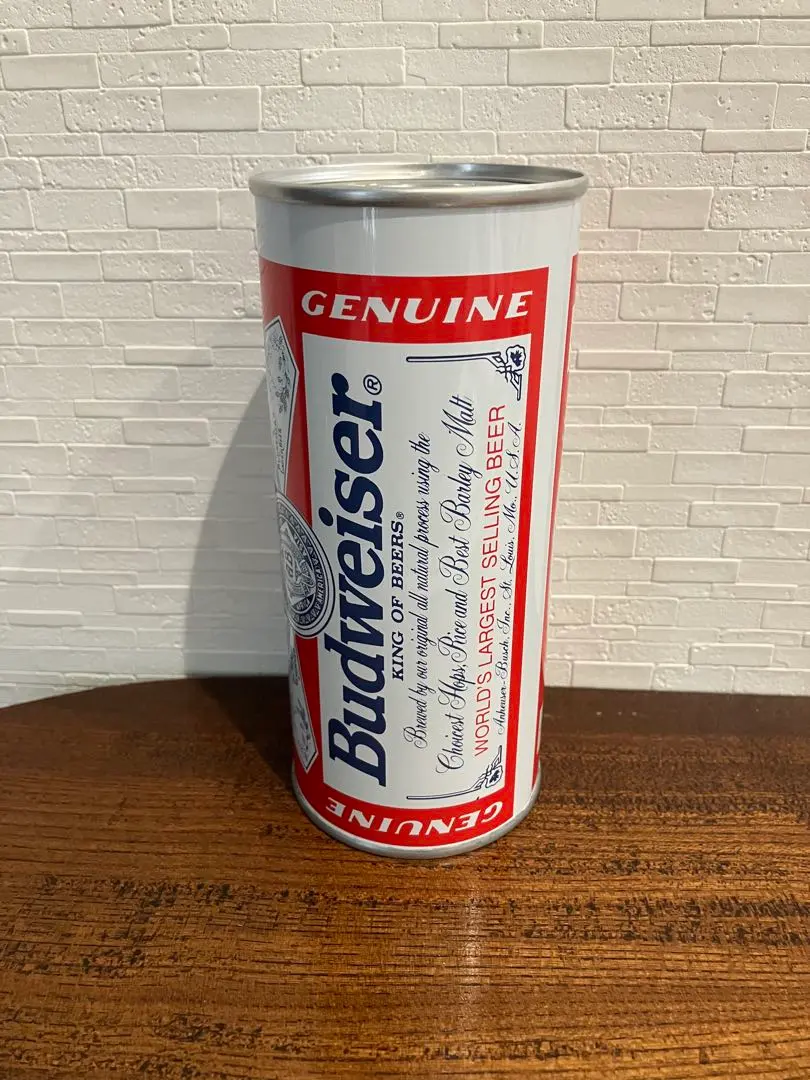 GENUINE
Budweiser®
KING OF BEERS®
Brewed by our original all natural process using the
Choicest Hops, Rice and Best Barley Malt
WORLD'S LARGEST SELLING BEER
Anheuser-Busch, Inc., St. Louis, Mo., U.S.A.
GENUINE